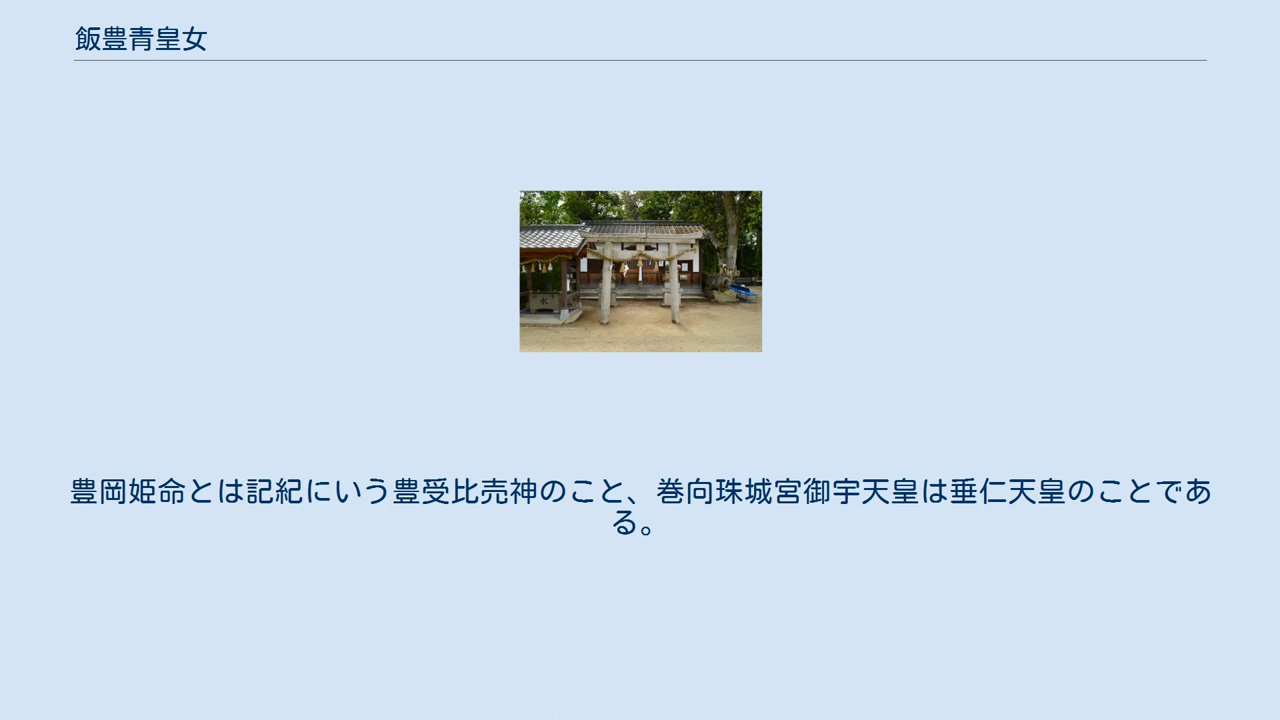 飯豊青皇女
水
豊岡姫命とは記紀にいう豊受比売神のこと、巻向珠城宮御宇天皇は垂仁天皇のことであ
る。